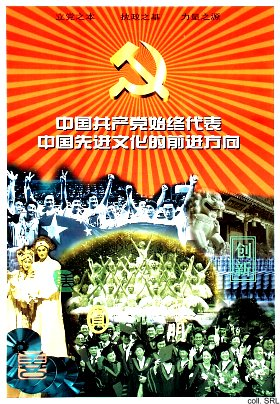 立党之本 执政之基 力量之源
中国共产党始终代表
中国先进文化的前进方向
创新
coll. SRL